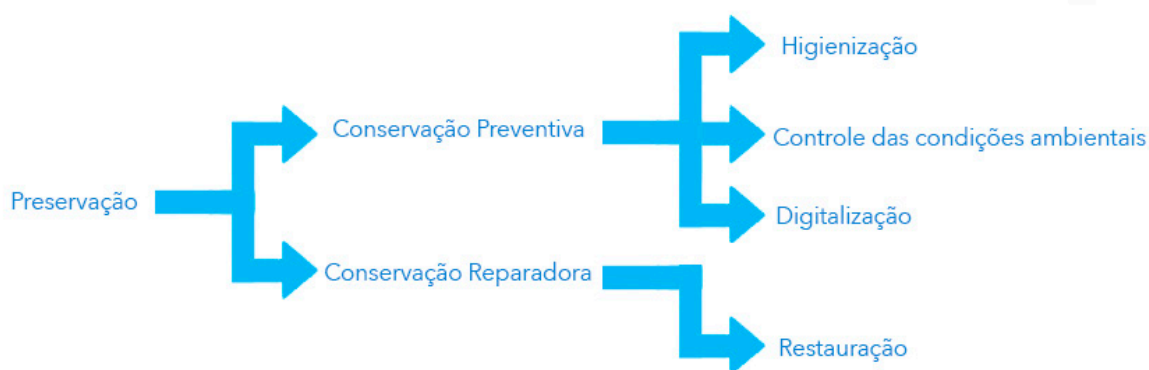 Preservação
Conservação Preventiva
Higienização
Controle das condições ambientais
Digitalização
Conservação Reparadora
Restauração